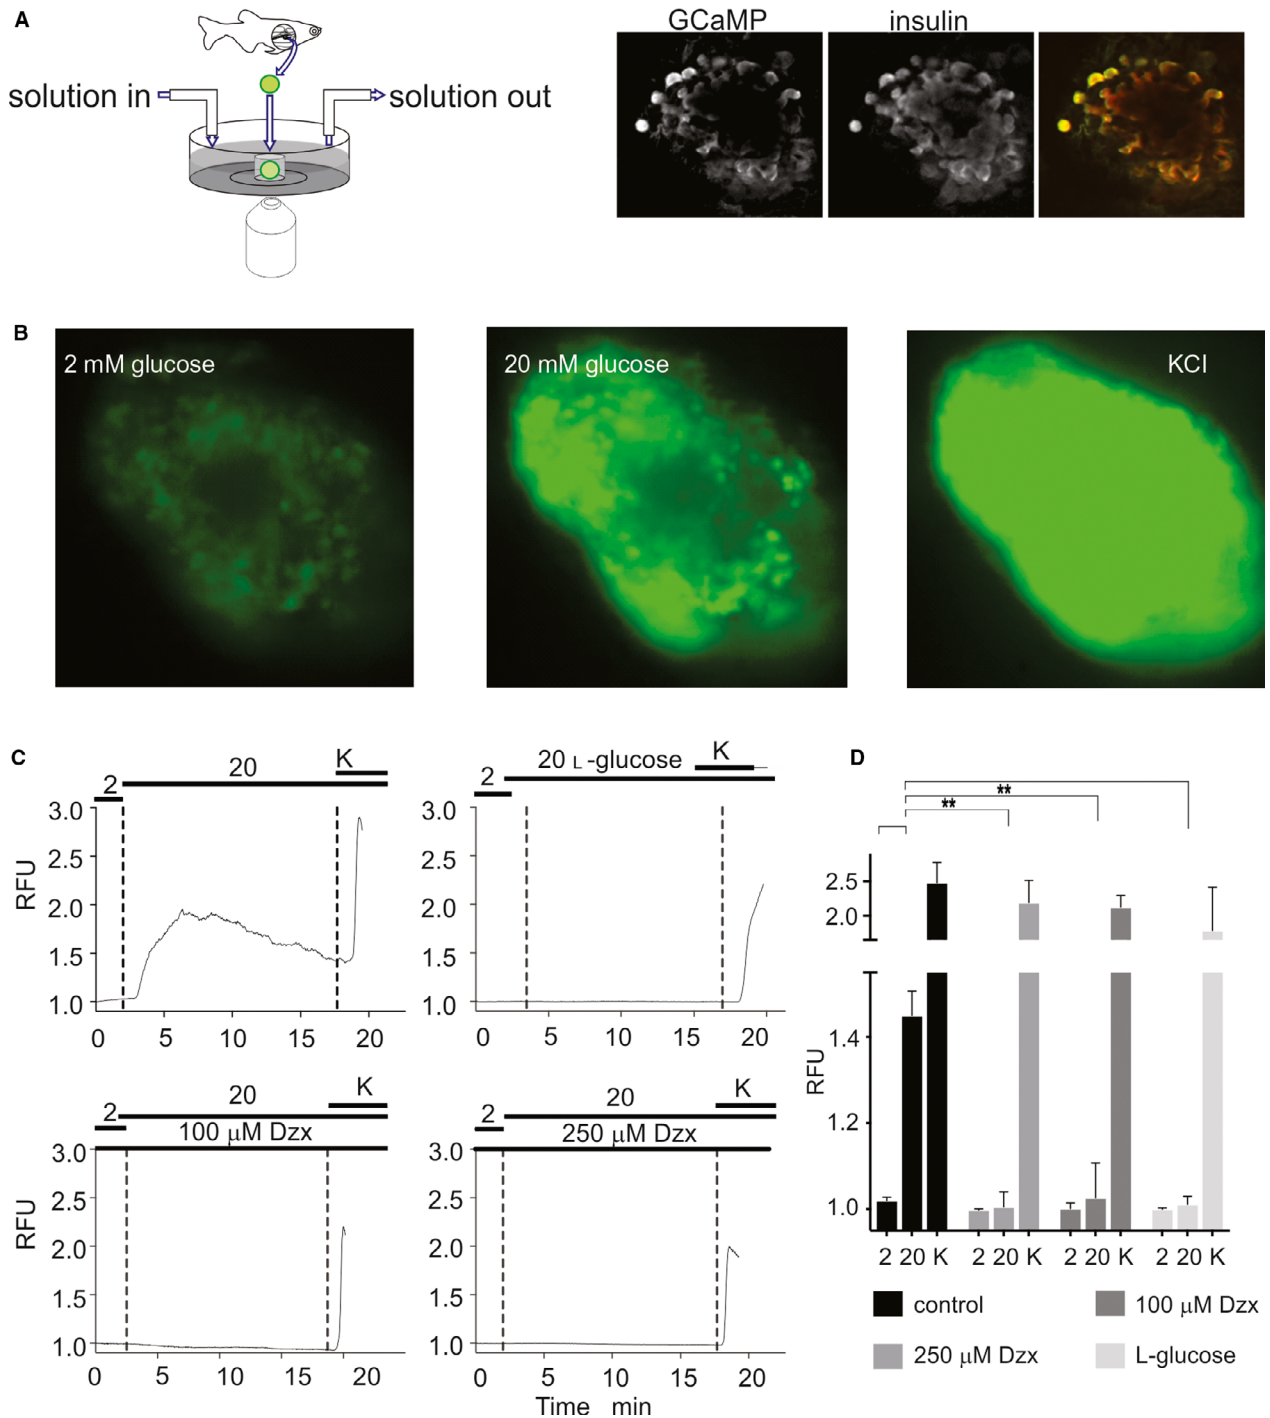 A
solution in
solution out
GCaMP
insulin
B
2 mM glucose
20 mM glucose
KCl
C
2
20
K
RFU
3.0
2.5
2.0
1.5
1.0
0 5 10 15 20
2
20 L-glucose
K
3.0
2.5
2.0
1.5
1.0
0 5 10 15 20
2
20
K
100 µM Dzx
RFU
3.0
2.5
2.0
1.5
1.0
0 5 10 15 20
2
20
K
250 µM Dzx
3.0
2.5
2.0
1.5
1.0
0 5 10 15 20
Time min
D
**
**
RFU
2.5
2.0
1.4
1.2
1.0
2 20 K 2 20 K 2 20 K 2 20 K
control
100 µM Dzx
250 µM Dzx
L-glucose